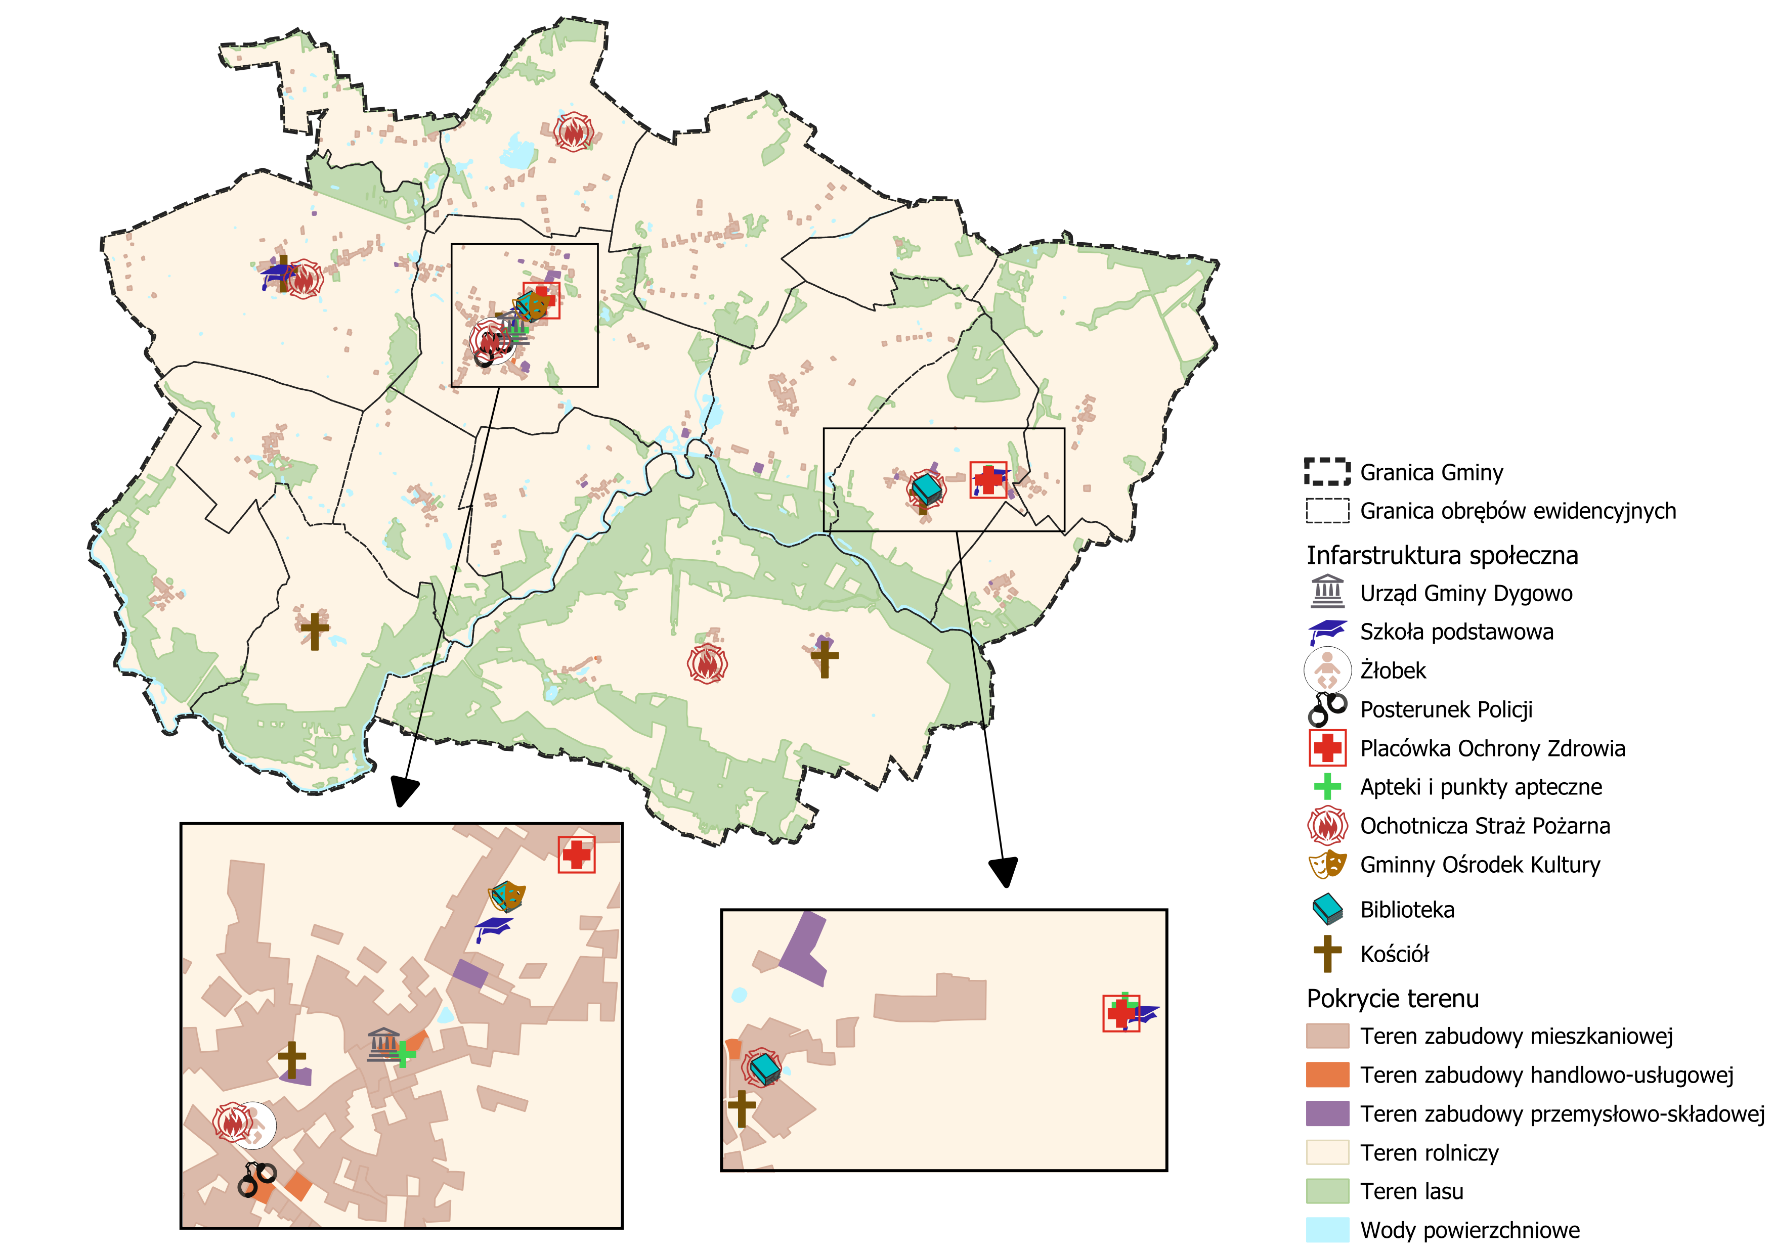 Granica Gminy
Granica obrębów ewidencyjnych
Infarstruktura społeczna
Urząd Gminy Dygowo
Szkoła podstawowa
Żłobek
Posterunek Policji
Placówka Ochrony Zdrowia
Apteki i punkty apteczne
Ochotnicza Straż Pożarna
Gminny Ośrodek Kultury
Biblioteka
Kościół
Pokrycie terenu
Teren zabudowy mieszkaniowej
Teren zabudowy handlowo-usługowej
Teren zabudowy przemysłowo-składowej
Teren rolniczy
Teren lasu
Wody powierzchniowe